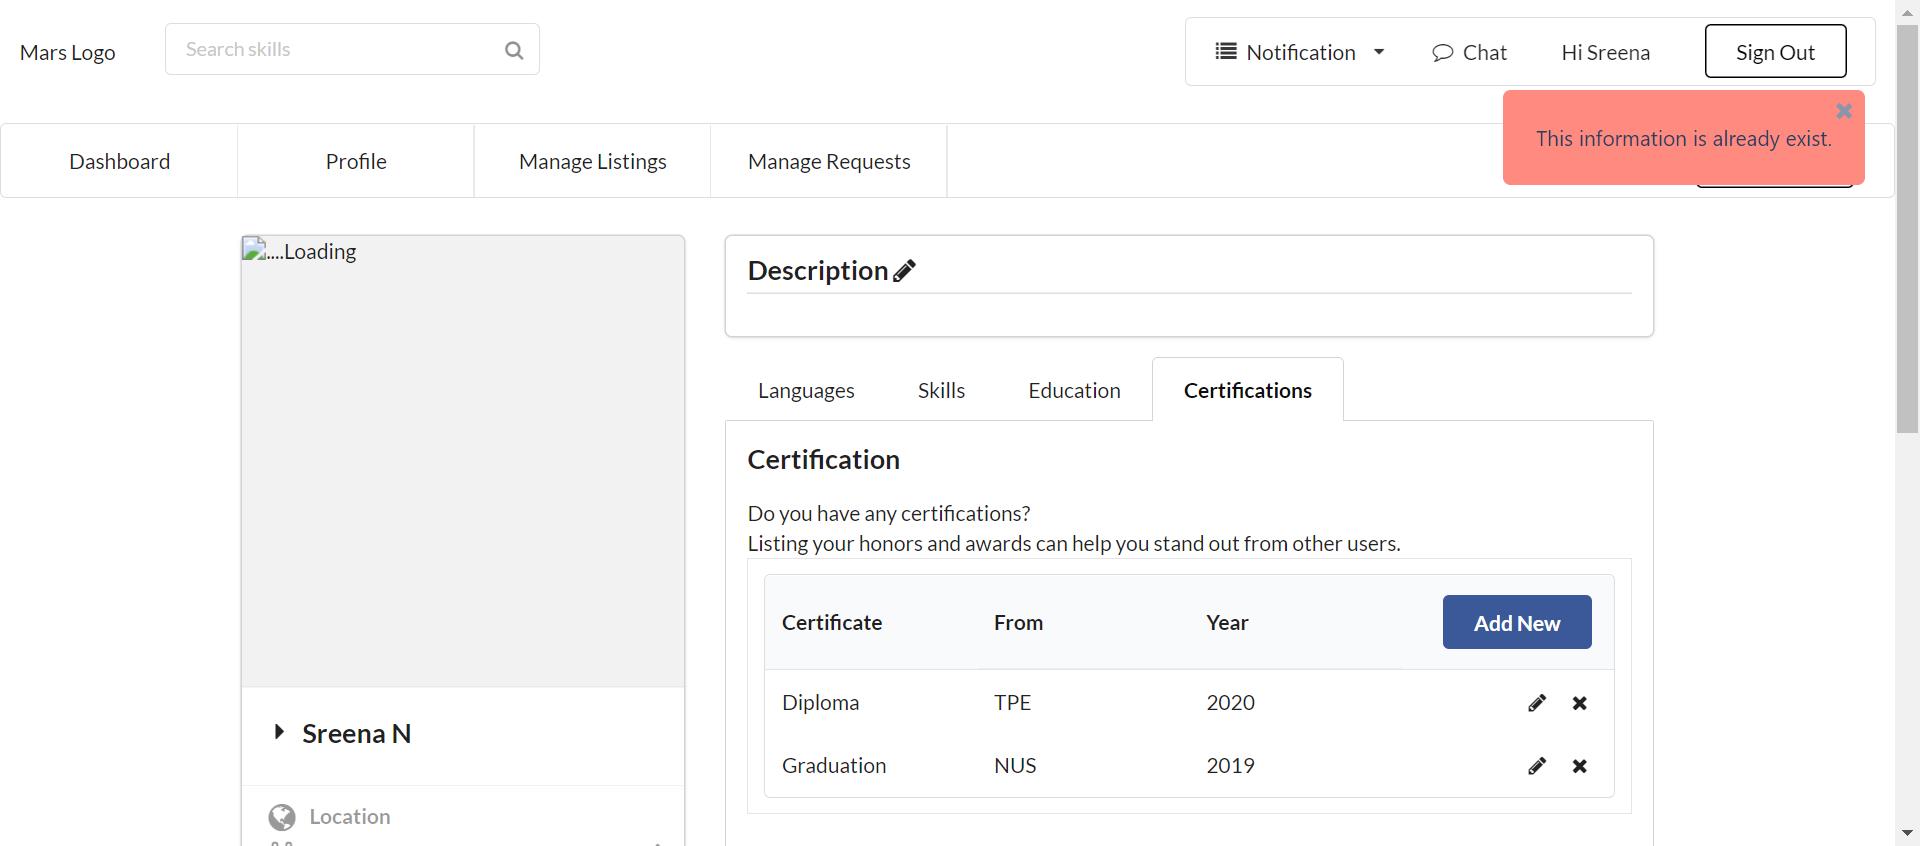 Mars Logo
Search skills
Notification
Chat
Hi Sreena
Sign Out
This information is already exist.
Dashboard
Profile
Manage Listings
Manage Requests
....Loading
Sreena N
Location
Description
Languages
Skills
Education
Certifications
Certification
Do you have any certifications?
Listing your honors and awards can help you stand out from other users.
Certificate From Year Add New
Diploma TPE 2020
Graduation NUS 2019